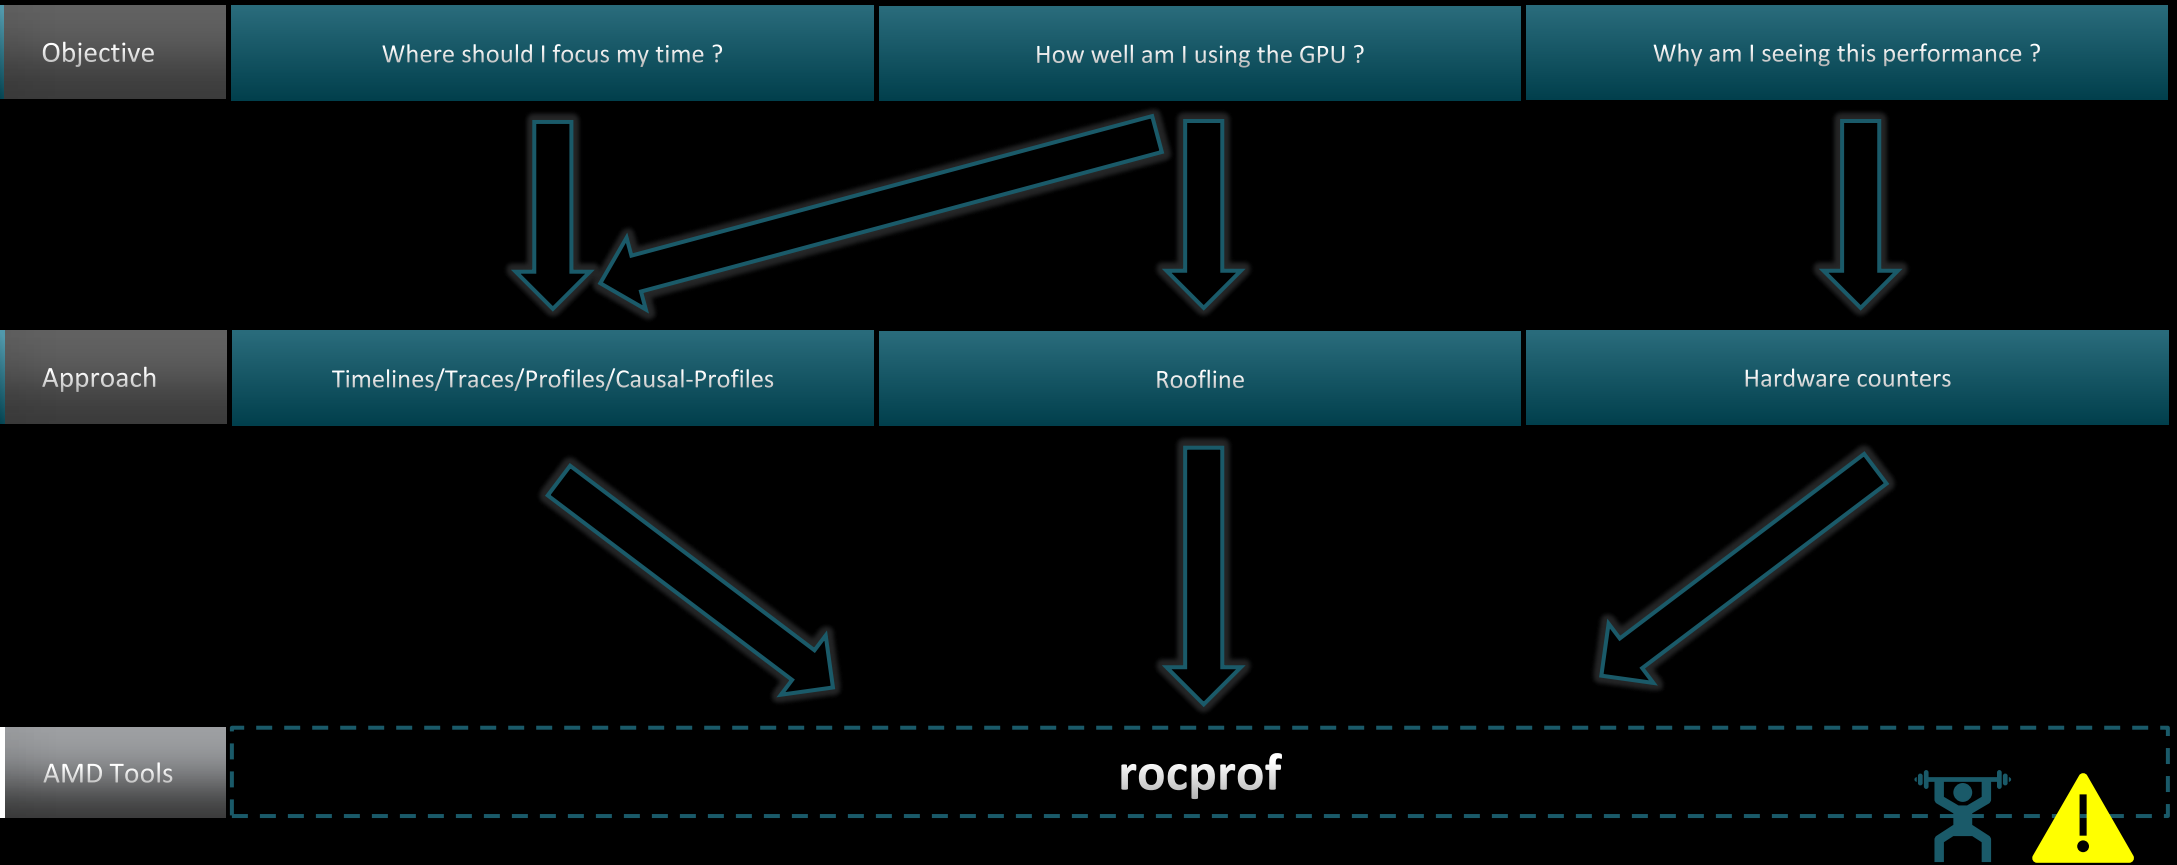 Objective
Where should I focus my time ?
How well am I using the GPU ?
Why am I seeing this performance ?
Approach
Timelines/Traces/Profiles/Causal-Profiles
Roofline
Hardware counters
AMD Tools
rocprof